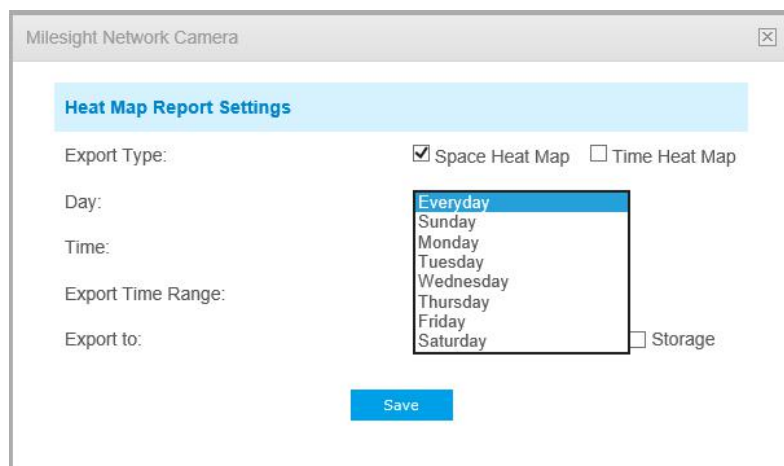 Milesight Network Camera
Heat Map Report Settings
Export Type: Space Heat Map Time Heat Map
Day: Everyday
Sunday
Monday
Time:
Tuesday
Wednesday
Export Time Range:
Thursday
Friday
Export to: Saturday Storage
Save